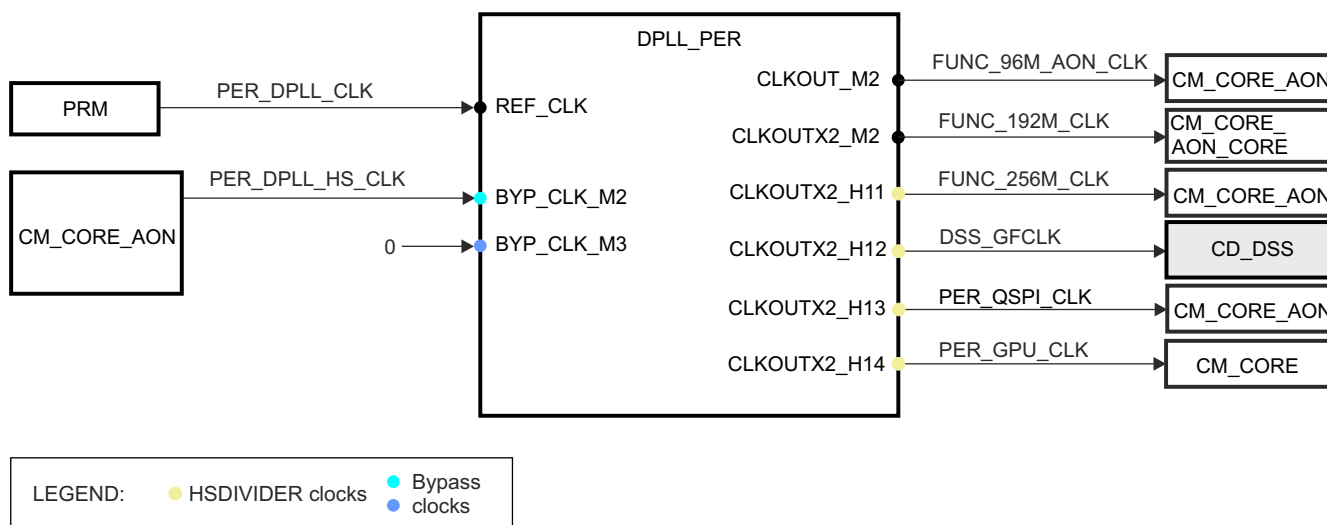 DPLL_PER
PRM
PER_DPLL_CLK
REF_CLK
CM_CORE_AON
PER_DPLL_HS_CLK
BYP_CLK_M2
0
BYP_CLK_M3
CLKOUT_M2
FUNC_96M_AON_CLK
CM_CORE_AON
CLKOUTX2_M2
FUNC_192M_CLK
CM_CORE_
AON_CORE
CLKOUTX2_H11
FUNC_256M_CLK
CM_CORE_AON
CLKOUTX2_H12
DSS_GFCLK
CD_DSS
CLKOUTX2_H13
PER_QSPI_CLK
CM_CORE_AON
CLKOUTX2_H14
PER_GPU_CLK
CM_CORE
LEGEND:
HSDIVIDER clocks
Bypass
clocks